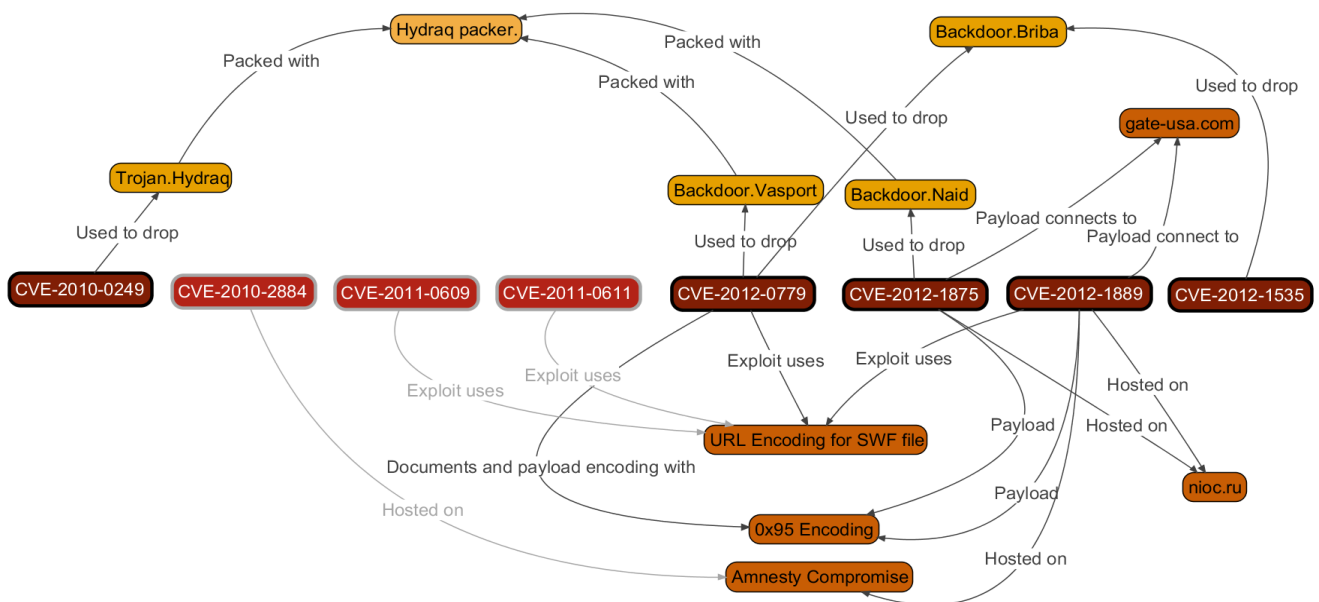 Hydraq packer.
Backdoor.Briba
Packed with
Packed with
Packed with
Used to drop
Used to drop
gate-usa.com
Trojan.Hydraq
Backdoor.Vasport
Backdoor.Naid
Payload connects to
Payload connect to
Used to drop
Used to drop
Used to drop
CVE-2010-0249
CVE-2010-2884
CVE-2011-0609
CVE-2011-0611
CVE-2012-0779
CVE-2012-1875
CVE-2012-1889
CVE-2012-1535
Exploit uses
Exploit uses
Exploit uses
Exploit uses
Hosted on
Hosted on
Payload
URL Encoding for SWF file
Documents and payload encoding with
nioc.ru
Payload
Hosted on
0x95 Encoding
Hosted on
Amnesty Compromise